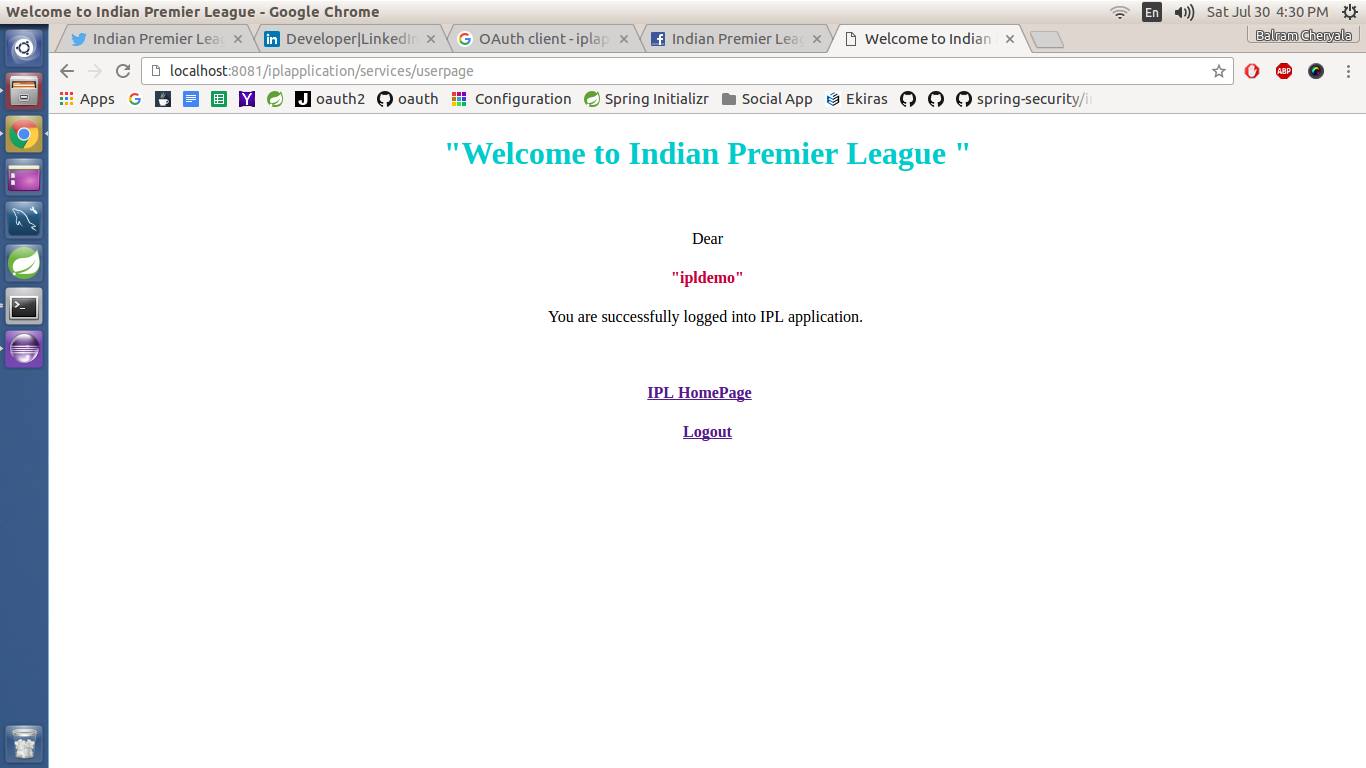 Welcome to Indian Premier League - Google Chrome
En
Sat Jul 30 4:30 PM
Indian Premier Leag
Developer|LinkedIn
OAuth client - iplap
Indian Premier Leag
Welcome to Indian
Balram Cheryala
localhost:8081/iplapplication/services/userpage
ABP
Apps
oauth2
oauth
Configuration
Spring Initializr
Social App
Ekiras
spring-security/
"Welcome to Indian Premier League "
Dear
"ipldemo"
You are successfully logged into IPL application.
IPL HomePage
Logout